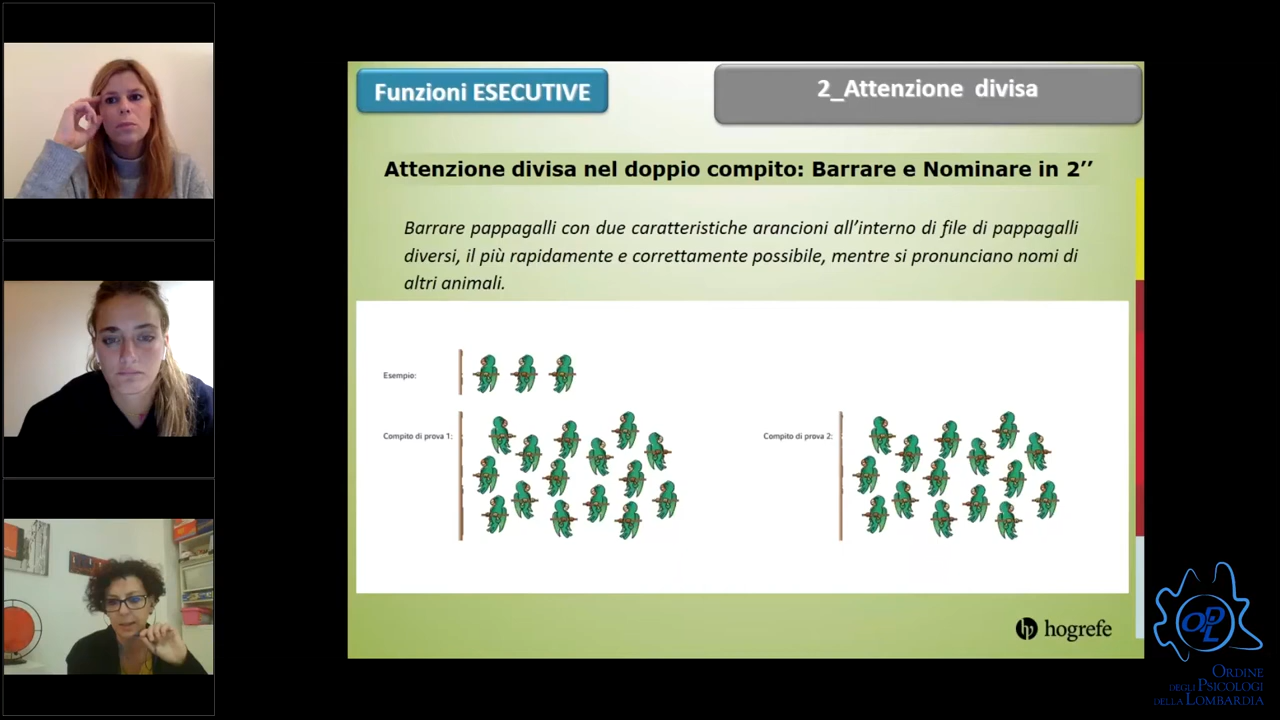 Funzioni ESECUTIVE
2_Attenzione divisa
Attenzione divisa nel doppio compito: Barrare e Nominare in 2’’
Barrare pappagalli con due caratteristiche arancioni all’interno di file di pappagalli
diversi, il più rapidamente e correttamente possibile, mentre si pronunciano nomi di
altri animali.
Esempio:
Compito di prova 1:
Compito di prova 2:
hogrefe
OPL
ORDINE
DEGLI PSICOLOGI
DELLA LOMBARDIA